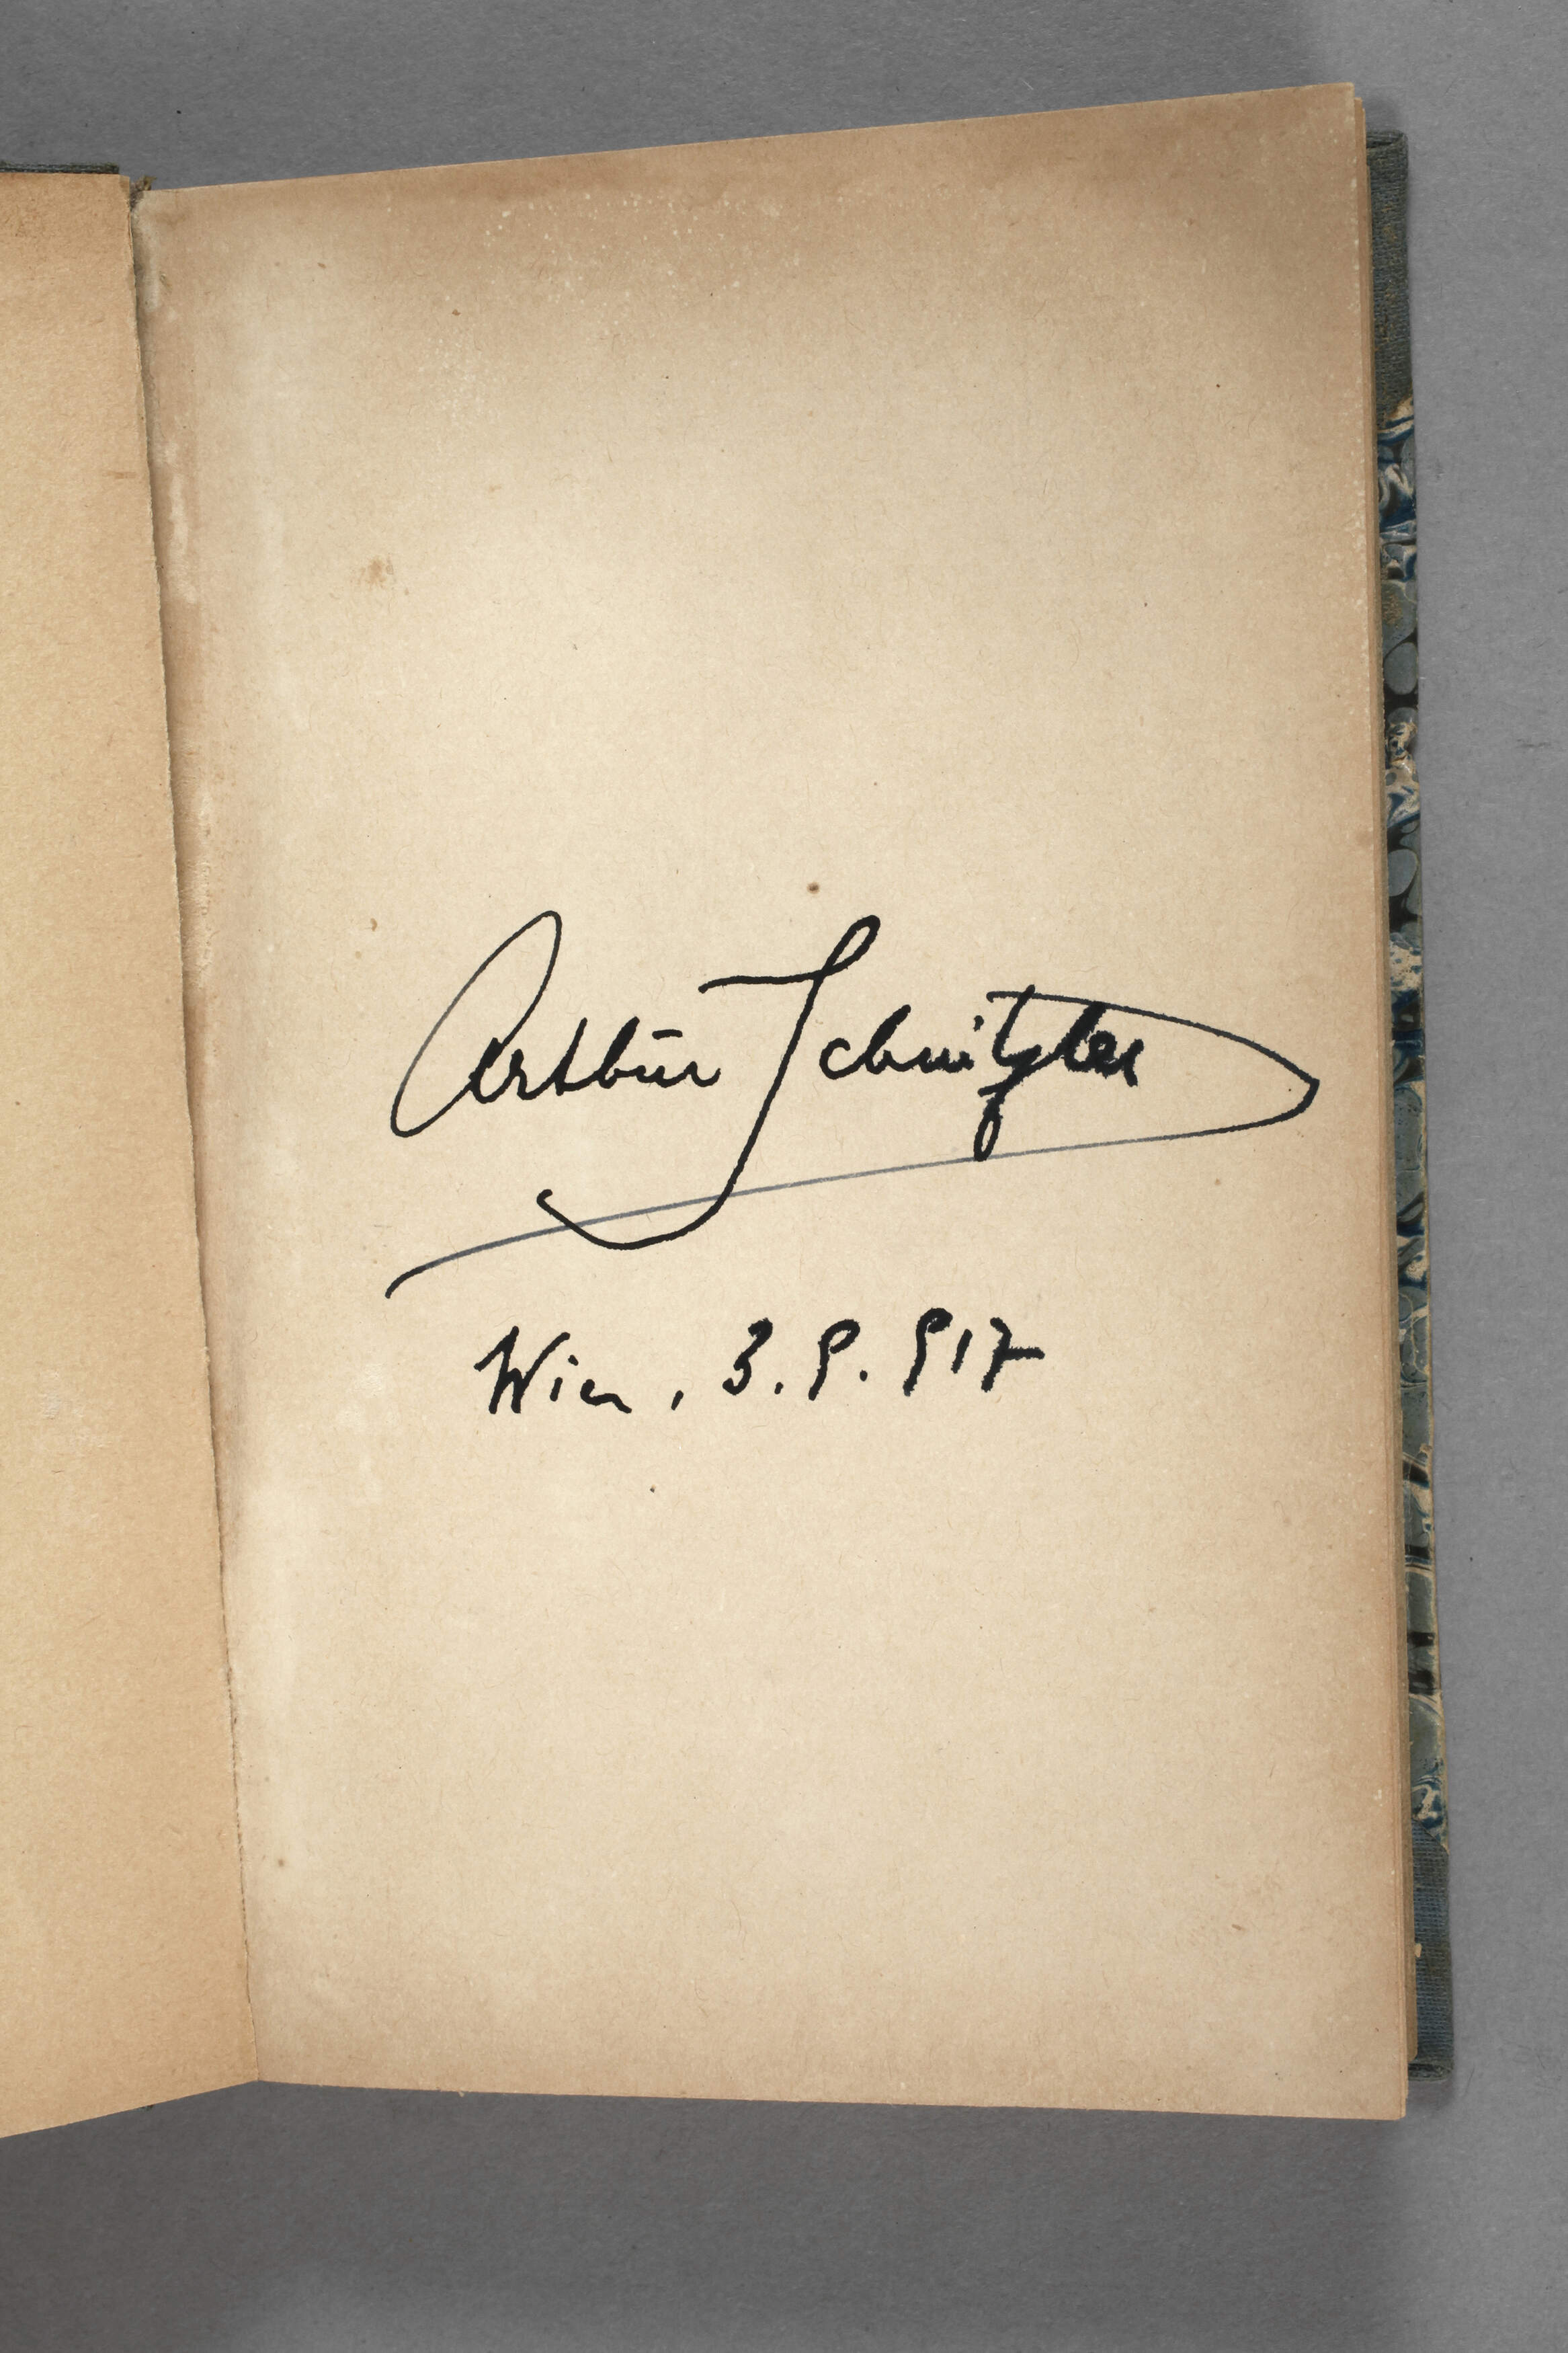 Arthur Schnitzler
Wien, 3.9.917